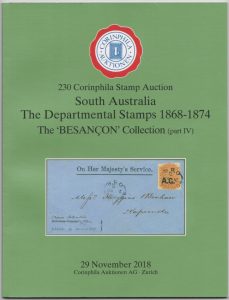 CORINPHILA
AUKTIONEN
230 Corinphila Stamp Auction
South Australia
The Departmental Stamps 1868-1874
The 'BESANÇON' Collection (part IV)
On Her Majesty's Service.
A.G.
29 November 2018
Corinphila Auktionen AG · Zurich